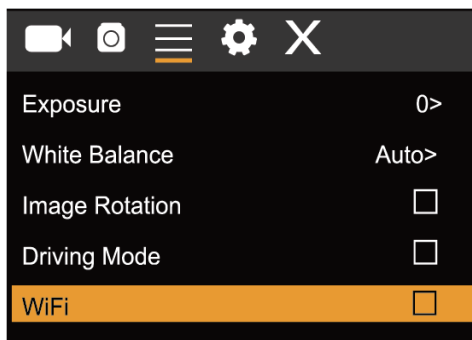 X
Exposure 0>
White Balance Auto>
Image Rotation
Driving Mode
WiFi